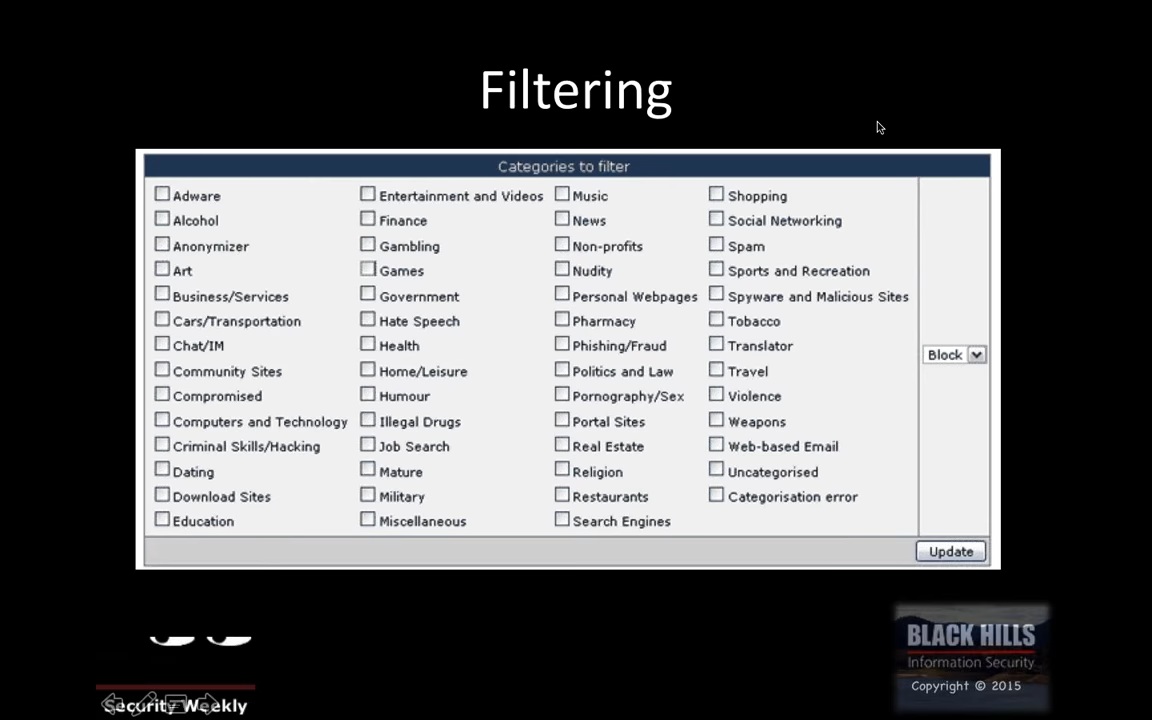 Filtering
Categories to filter
Adware Entertainment and Videos Music Shopping
Alcohol Finance News Social Networking
Anonymizer Gambling Non-profits Spam
Art Games Nudity Sports and Recreation
Business/Services Government Personal Webpages Spyware and Malicious Sites
Cars/Transportation Hate Speech Pharmacy Tobacco
Chat/IM Health Phishing/Fraud Translator
Block
Community Sites Home/Leisure Politics and Law Travel
Compromised Humour Pornography/Sex Violence
Computers and Technology Illegal Drugs Portal Sites Weapons
Criminal Skills/Hacking Job Search Real Estate Web-based Email
Dating Mature Religion Uncategorised
Download Sites Military Restaurants Categorisation error
Education Miscellaneous Search Engines
Update
BLACK HILLS
Information Security
Copyright © 2015
Security Weekly